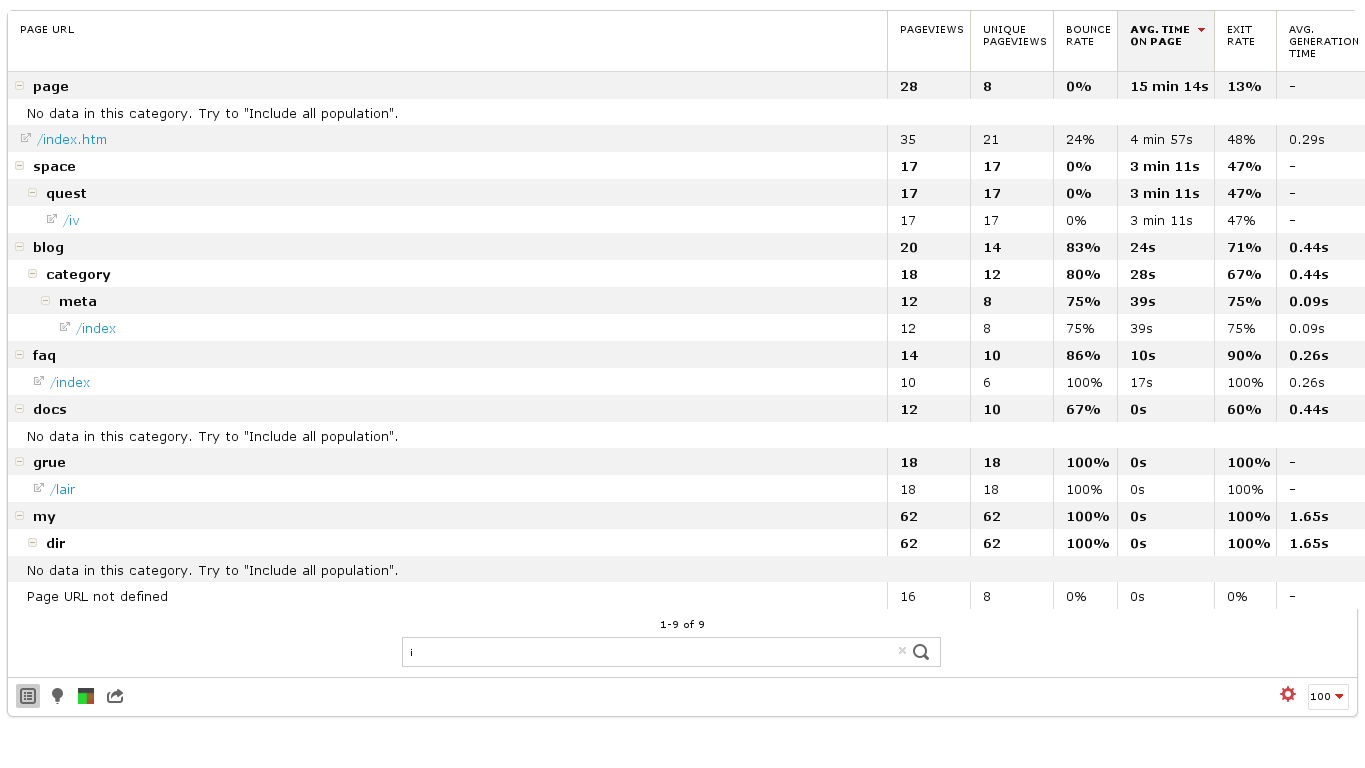 PAGE URL PAGEVIEWS UNIQUE PAGEVIEWS BOUNCE RATE AVG. TIME ON PAGE EXIT RATE AVG. GENERATION TIME
page 28 8 0% 15 min 14s 13% -
No data in this category. Try to "Include all population".
/index.htm 35 21 24% 4 min 57s 48% 0.29s
space 17 17 0% 3 min 11s 47% -
quest 17 17 0% 3 min 11s 47% -
/iv 17 17 0% 3 min 11s 47% -
blog 20 14 83% 24s 71% 0.44s
category 18 12 80% 28s 67% 0.44s
meta 12 8 75% 39s 75% 0.09s
/index 12 8 75% 39s 75% 0.09s
faq 14 10 86% 10s 90% 0.26s
/index 10 6 100% 17s 100% 0.26s
docs 12 10 67% 0s 60% 0.44s
No data in this category. Try to "Include all population".
grue 18 18 100% 0s 100% -
/lair 18 18 100% 0s 100% -
my 62 62 100% 0s 100% 1.65s
dir 62 62 100% 0s 100% 1.65s
No data in this category. Try to "Include all population".
Page URL not defined 16 8 0% 0s 0% -
1-9 of 9
i
100